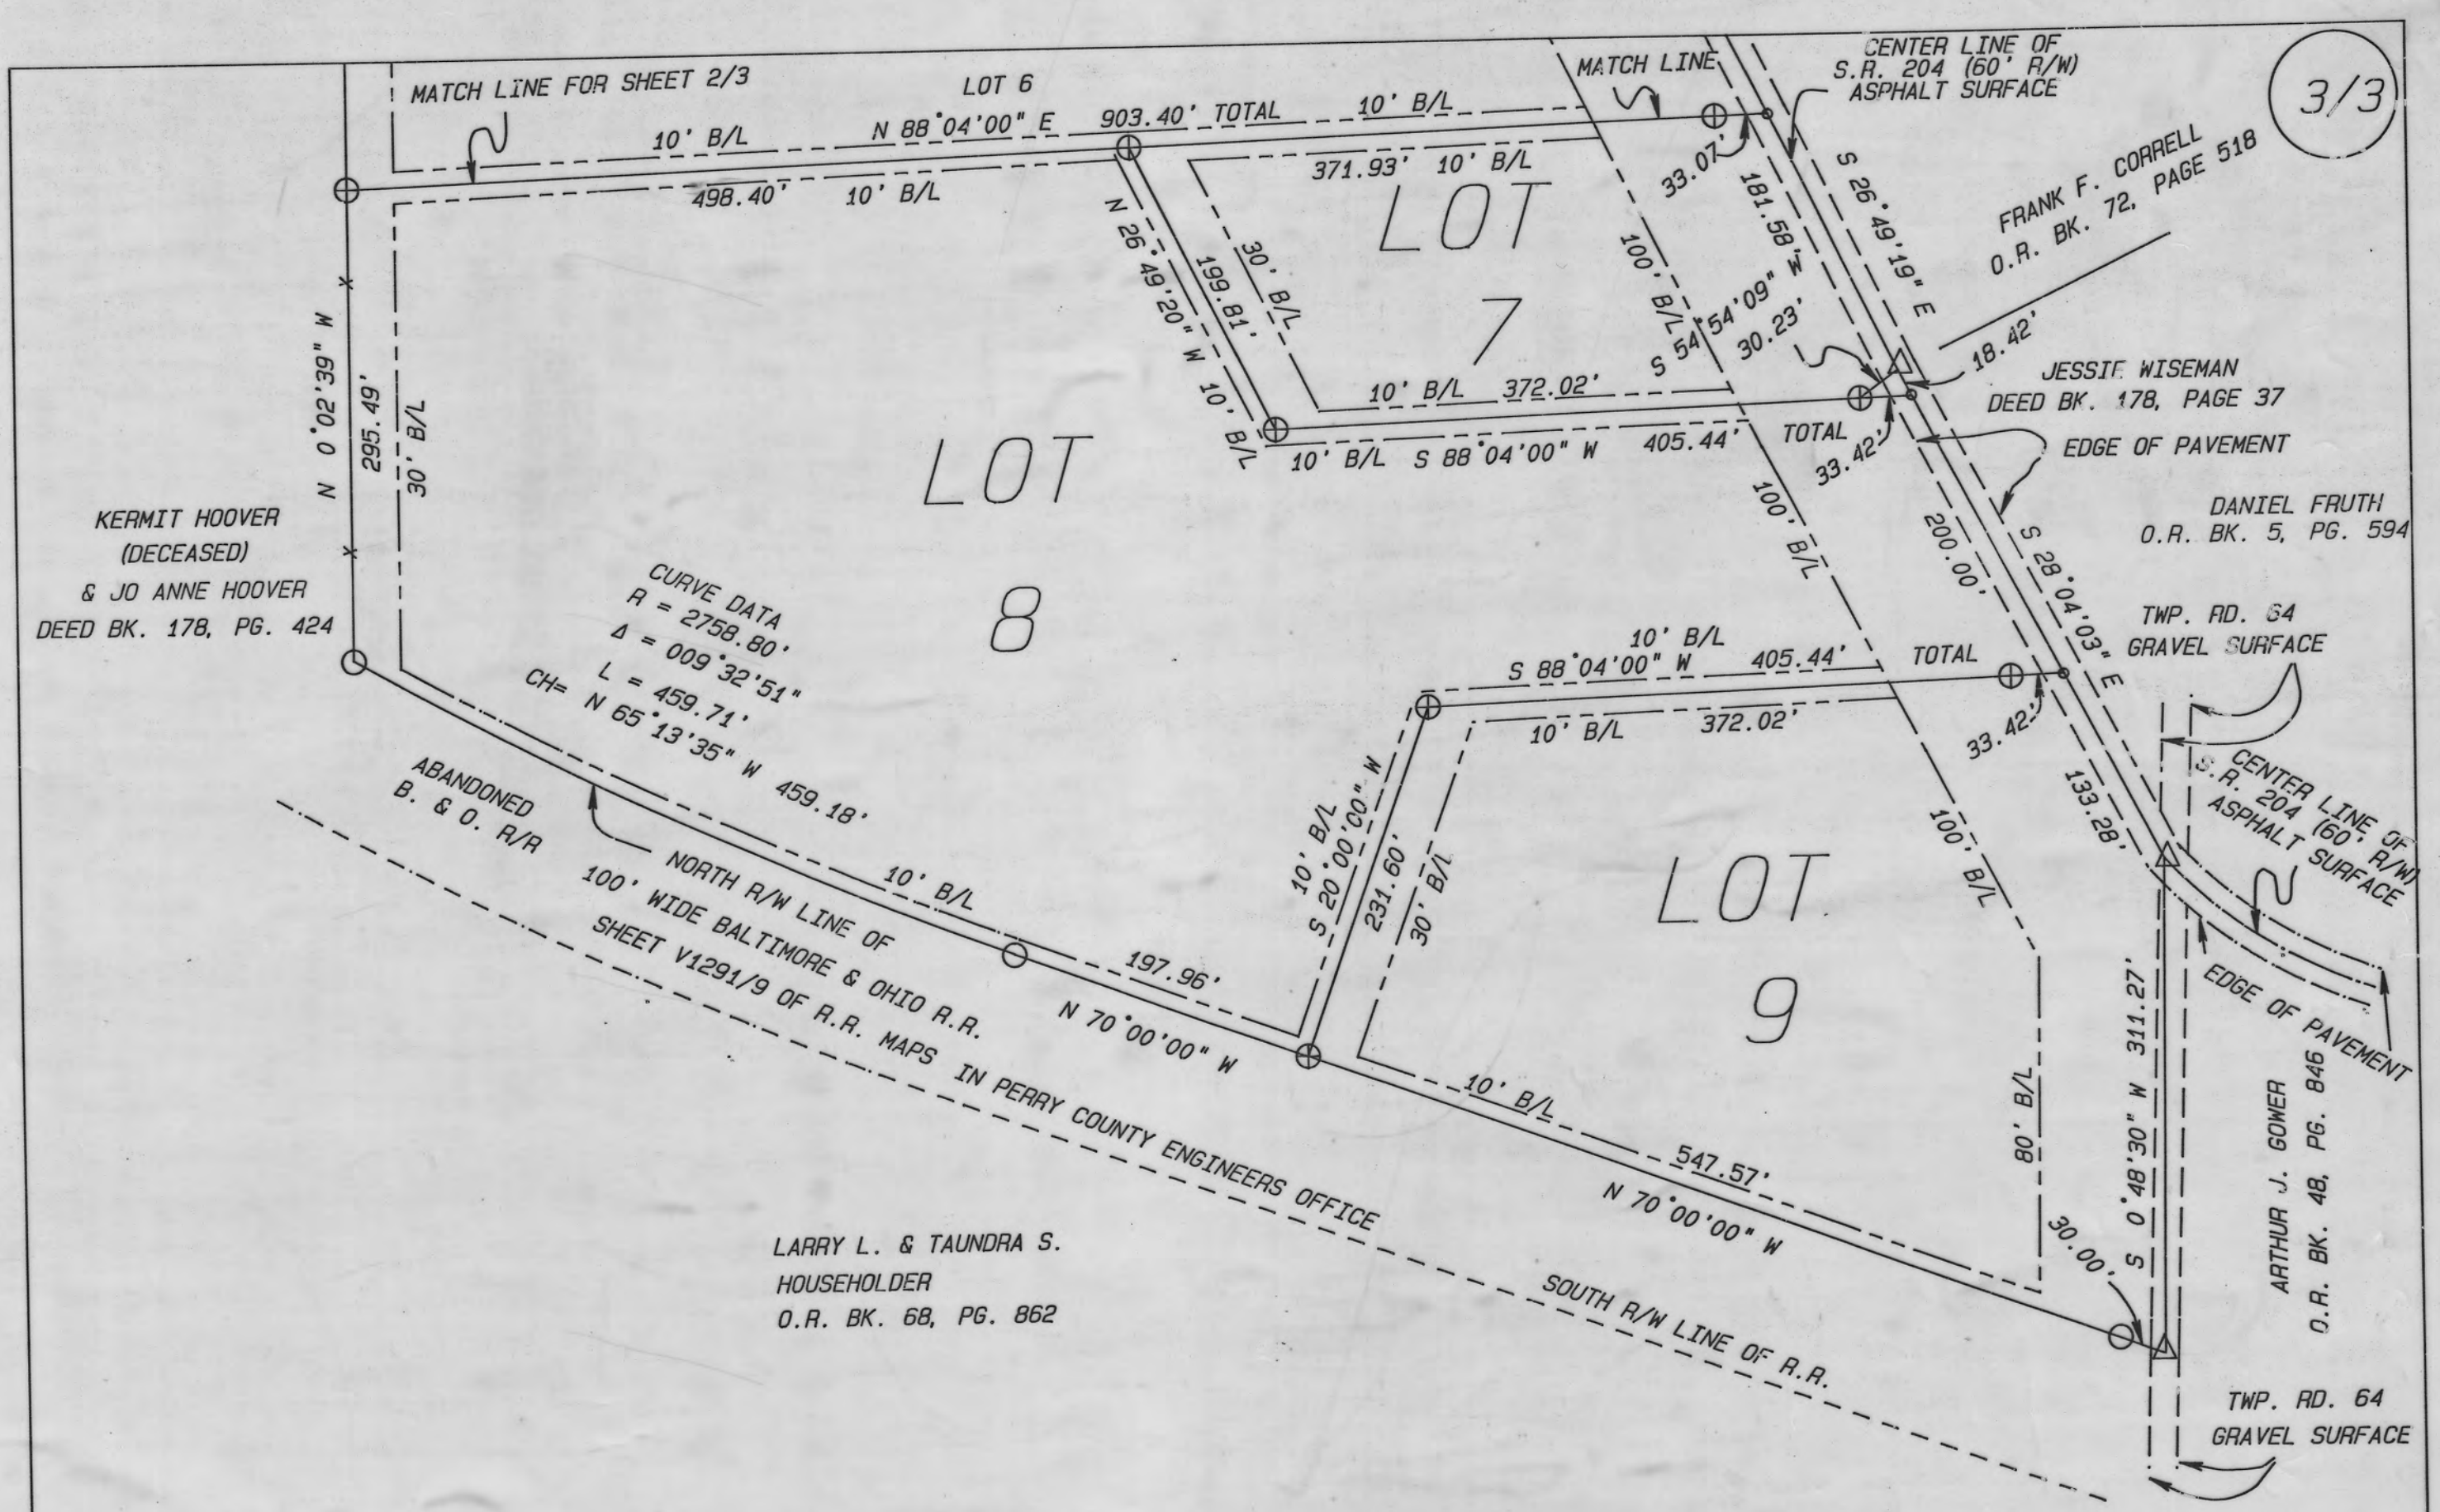 3/3
MATCH LINE FOR SHEET 2/3
LOT 6
MATCH LINE
CENTER LINE OF
S.R. 204 (60' R/W)
ASPHALT SURFACE
10' B/L
N 88°04'00" E
903.40' TOTAL
10' B/L
498.40'
10' B/L
371.93'
10' B/L
33.07'
181.58'
S 26°49'19" E
FRANK F. CORRELL
O.R. BK. 72, PAGE 518
LOT
7
N 26°49'20" W
10' B/L
199.81'
30' B/L
100' B/L
S 54°54'09" W
30.23'
18.42'
10' B/L
372.02'
JESSIE WISEMAN
DEED BK. 178, PAGE 37
10' B/L
S 88°04'00" W
405.44'
TOTAL
33.42'
EDGE OF PAVEMENT
N 0°02'39" W
295.49'
30' B/L
LOT
8
KERMIT HOOVER
(DECEASED)
& JO ANNE HOOVER
DEED BK. 178, PG. 424
CURVE DATA
R = 2758.80'
Δ = 009°32'51"
L = 459.71'
CH= N 65°13'35" W 459.18'
100' B/L
200.00'
S 28°04'03" E
DANIEL FRUTH
O.R. BK. 5, PG. 594
TWP. RD. 64
GRAVEL SURFACE
10' B/L
S 88°04'00" W
405.44'
TOTAL
10' B/L
372.02'
33.42'
133.28'
CENTER LINE OF
S.R. 204 (60' R/W)
ASPHALT SURFACE
ABANDONED
B. & O. R/R
10' B/L
S 20°00'00" W
231.60'
30' B/L
LOT
9
100' B/L
NORTH R/W LINE OF
100' WIDE BALTIMORE & OHIO R.R.
SHEET V1291/9 OF R.R. MAPS IN PERRY COUNTY ENGINEERS OFFICE
10' B/L
197.96'
N 70°00'00" W
10' B/L
547.57'
N 70°00'00" W
80' B/L
30.00'
S 0°48'30" W 311.27'
EDGE OF PAVEMENT
ARTHUR J. GOWER
O.R. BK. 48, PG. 846
LARRY L. & TAUNDRA S.
HOUSEHOLDER
O.R. BK. 68, PG. 862
SOUTH R/W LINE OF R.R.
TWP. RD. 64
GRAVEL SURFACE